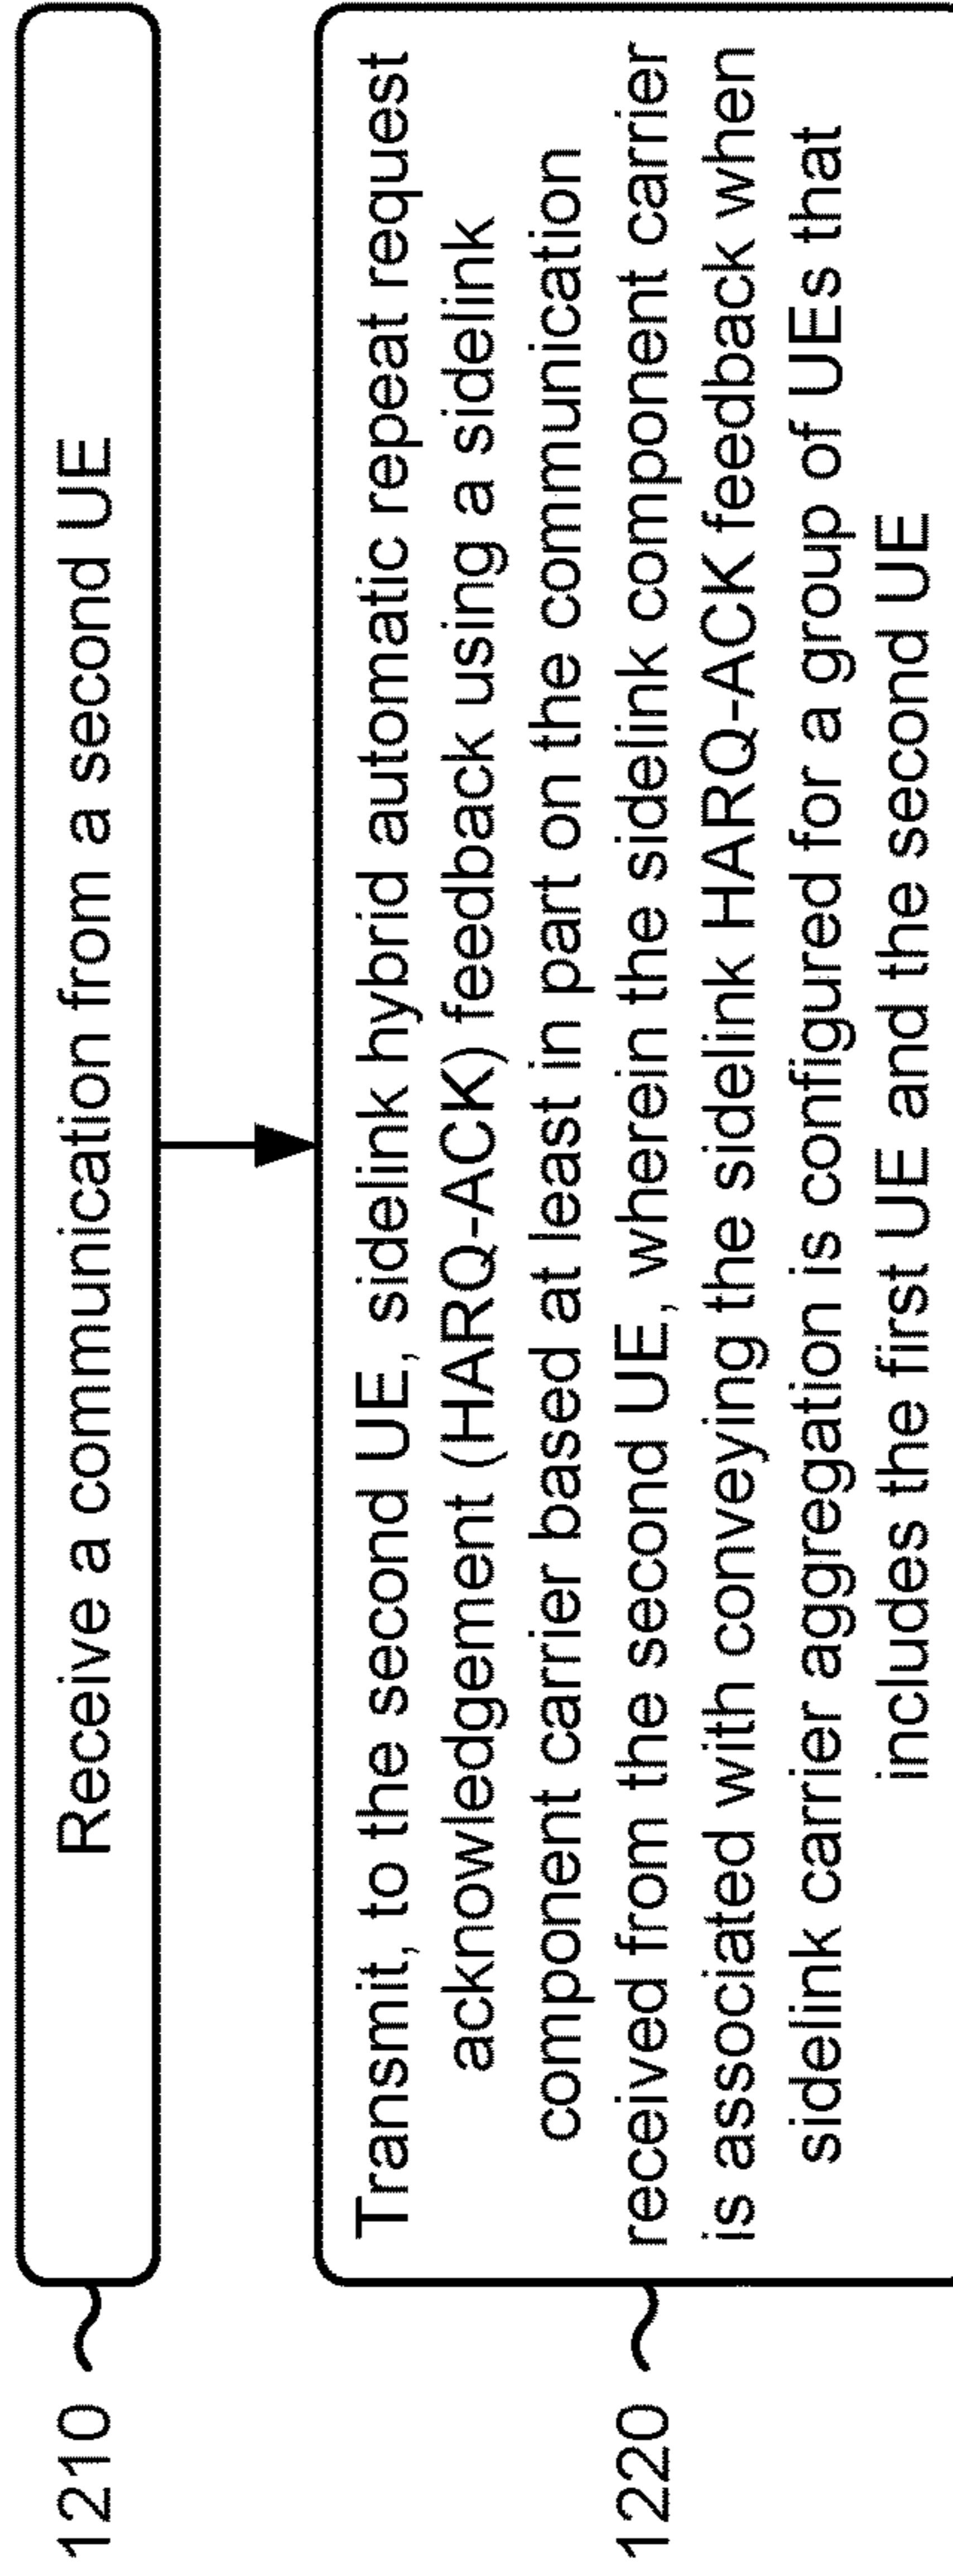 1210
Receive a communication from a second UE
1220
Transmit, to the second UE, sidelink hybrid automatic repeat request
acknowledgement (HARQ-ACK) feedback using a sidelink
component carrier based at least in part on the communication
received from the second UE, wherein the sidelink component carrier
is associated with conveying the sidelink HARQ-ACK feedback when
sidelink carrier aggregation is configured for a group of UEs that
includes the first UE and the second UE